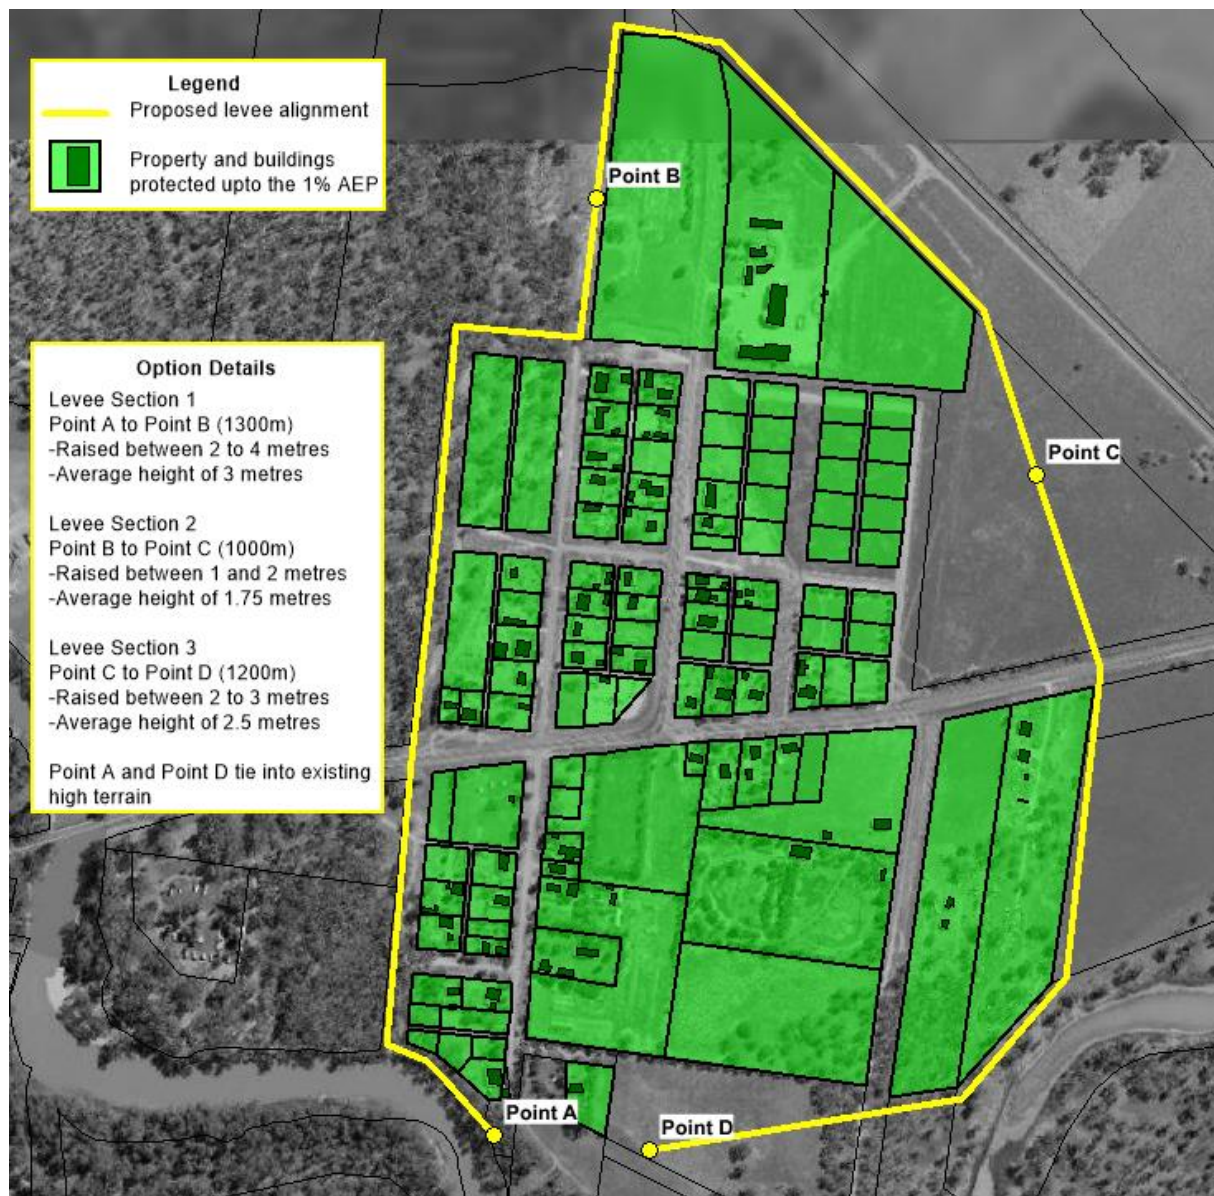 Legend
Proposed levee alignment
Property and buildings
protected upto the 1% AEP
Point B
Option Details
Levee Section 1
Point A to Point B (1300m)
-Raised between 2 to 4 metres
-Average height of 3 metres
Levee Section 2
Point B to Point C (1000m)
-Raised between 1 and 2 metres
-Average height of 1.75 metres
Levee Section 3
Point C to Point D (1200m)
-Raised between 2 to 3 metres
-Average height of 2.5 metres
Point A and Point D tie into existing
high terrain
Point C
Point A
Point D